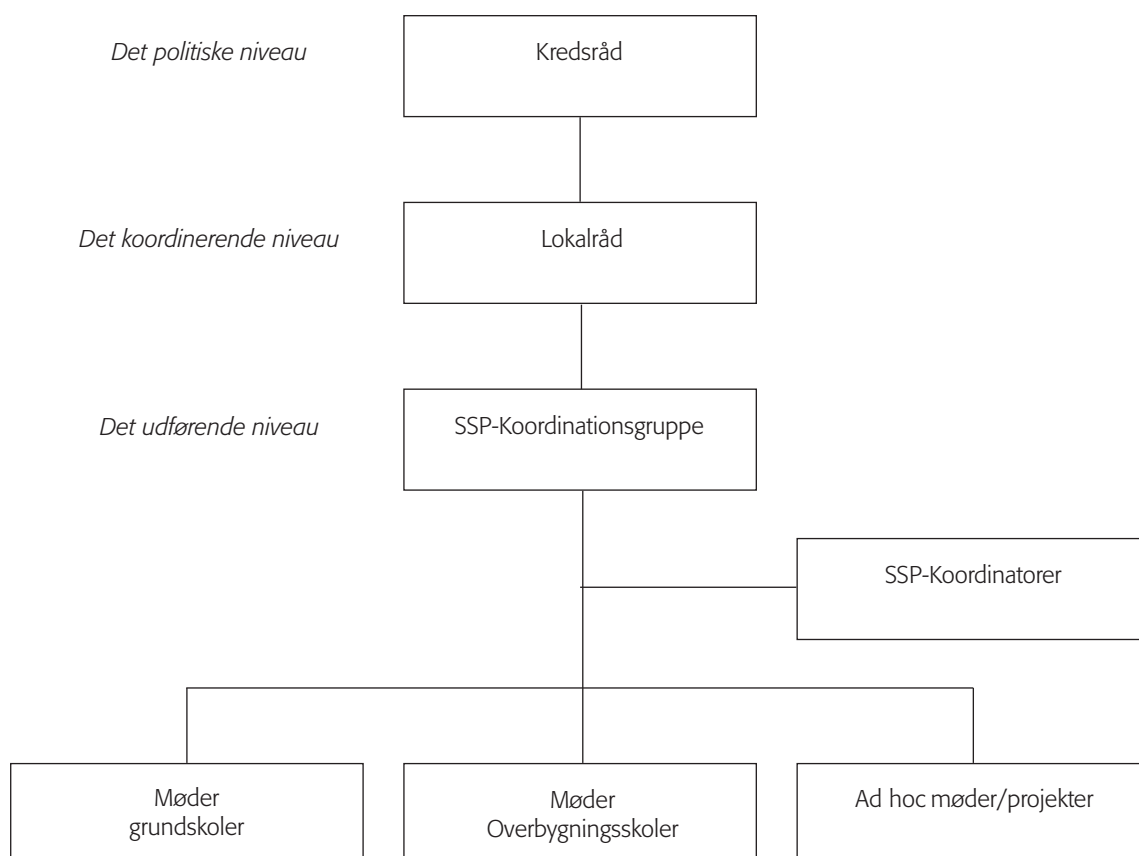 Det politiske niveau
Kredsråd
Det koordinerende niveau
Lokalråd
Det udførende niveau
SSP-Koordinationsgruppe
SSP-Koordinatorer
Møder
grundskoler
Møder
Overbygningsskoler
Ad hoc møder/projekter